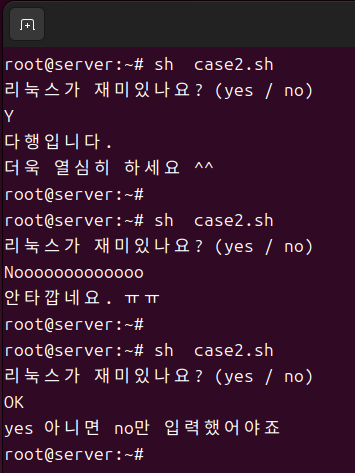 root@server:~# sh  case2.sh
리눅스가 재미있나요? (yes / no)
Y
다행입니다.
더욱 열심히 하세요 ^^
root@server:~#
root@server:~# sh  case2.sh
리눅스가 재미있나요? (yes / no)
Nooooooooooooo
안타깝네요. ㅠㅠ
root@server:~#
root@server:~# sh  case2.sh
리눅스가 재미있나요? (yes / no)
OK
yes 아니면 no만 입력했어야죠
root@server:~#